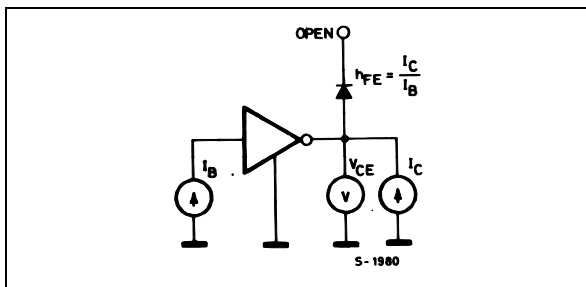 OPEN
hFE = IC
IB
IB
VCE
IC
V
S-1980